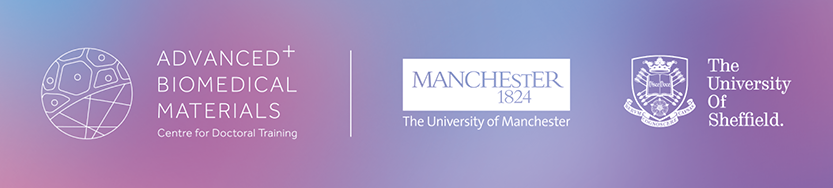 ADVANCED+
BIOMEDICAL
MATERIALS
Centre for Doctoral Training
MANCHEsTER
1824
The University of Manchester
The
University
Of
Sheffield.